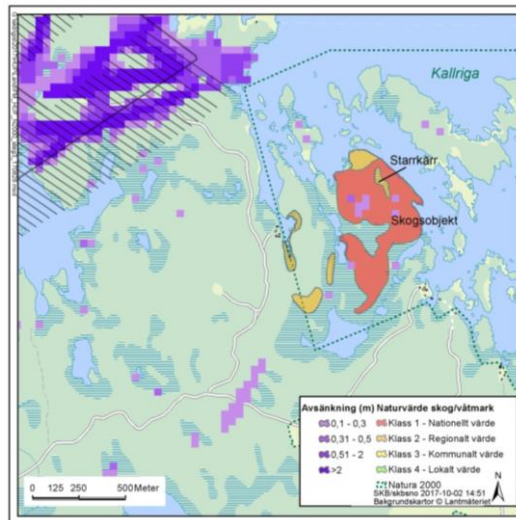 Kallriga
Starrkärr
Skogsobjekt
Avsänkning (m) Naturvärde skog/våtmark
0,1 - 0,3 Klass 1 - Nationellt värde
0,31 - 0,5 Klass 2 - Regionalt värde
0,51 - 2 Klass 3 - Kommunalt värde
>2 Klass 4 - Lokalt värde
Natura 2000
0 250 500 Meter
N
SKB/skbsno 2017-10-02 14:51
Bakgrundskartor © Lantmäteriet